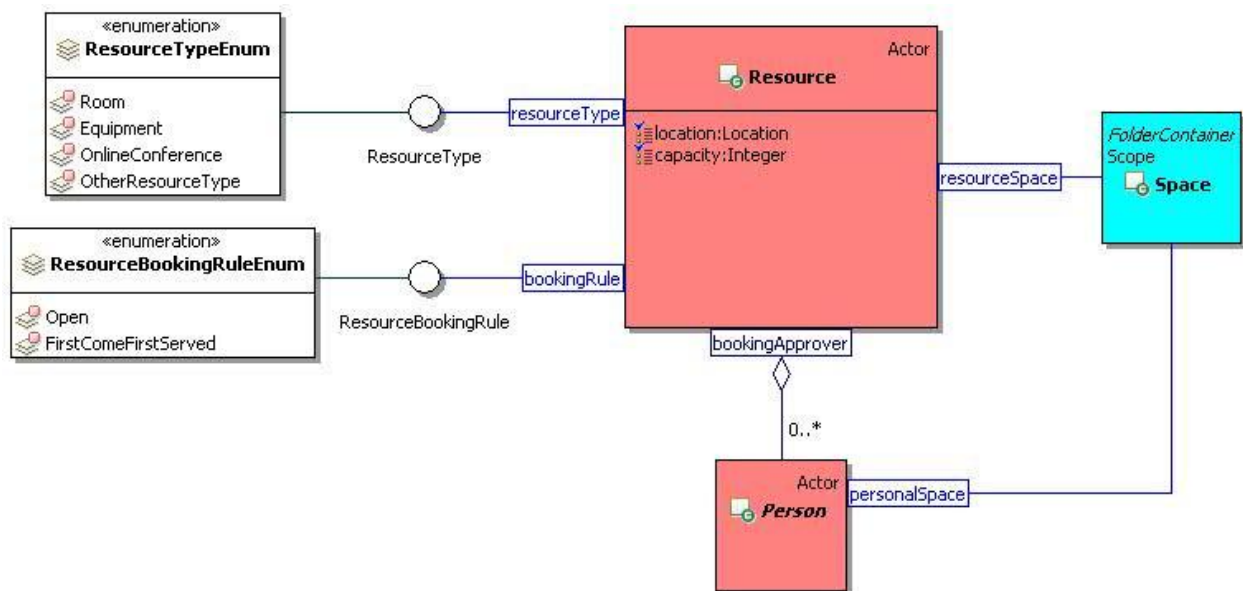 «enumeration»
ResourceTypeEnum
Room
Equipment
OnlineConference
OtherResourceType
ResourceType
resourceType
Actor
Resource
location:Location
capacity:Integer
resourceSpace
FolderContainer
Scope
Space
«enumeration»
ResourceBookingRuleEnum
Open
FirstComeFirstServed
ResourceBookingRule
bookingRule
bookingApprover
0..*
Actor
Person
personalSpace